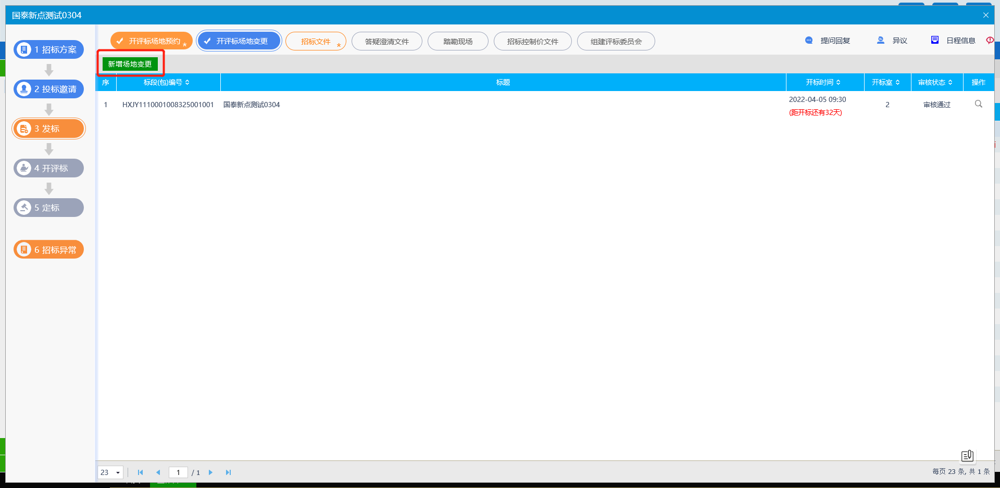 国泰新点测试0304
1 招标方案
2 投标邀请
3 发标
4 开评标
5 定标
6 招标异常
开评标场地预约 *
开评标场地变更
招标文件 *
答疑澄清文件
踏勘现场
招标控制价文件
组建评标委员会
提问回复
异议
日程信息
新增场地变更
序 标段(包)编号 标题 开标时间 开标室 审核状态 操作
1 HXJY1110001008325001001 国泰新点测试0304 2022-04-05 09:30 2 审核通过
(距开标还有32天)
23 1 / 1 每页 23 条, 共 1 条